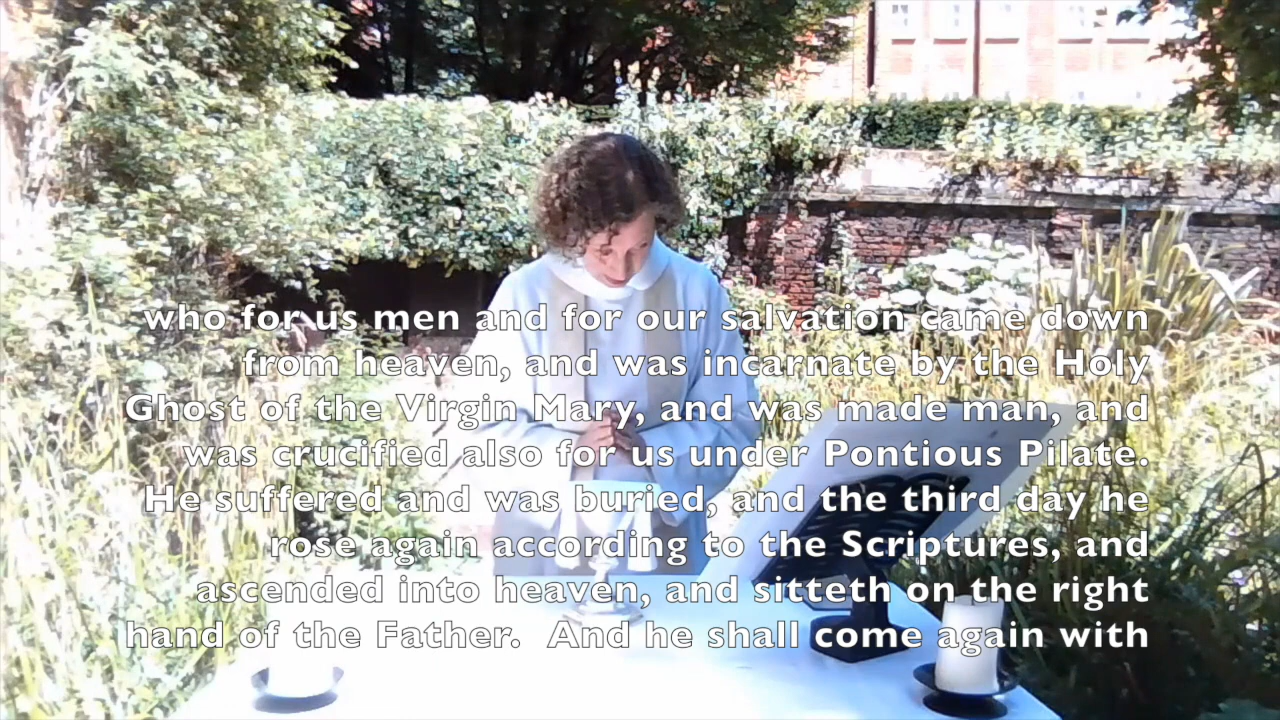 who for us men and for our salvation came down
from heaven, and was incarnate by the Holy
Ghost of the Virgin Mary, and was made man, and
was crucified also for us under Pontious Pilate.
He suffered and was buried, and the third day he
rose again according to the Scriptures, and
ascended into heaven, and sitteth on the right
hand of the Father.  And he shall come again with